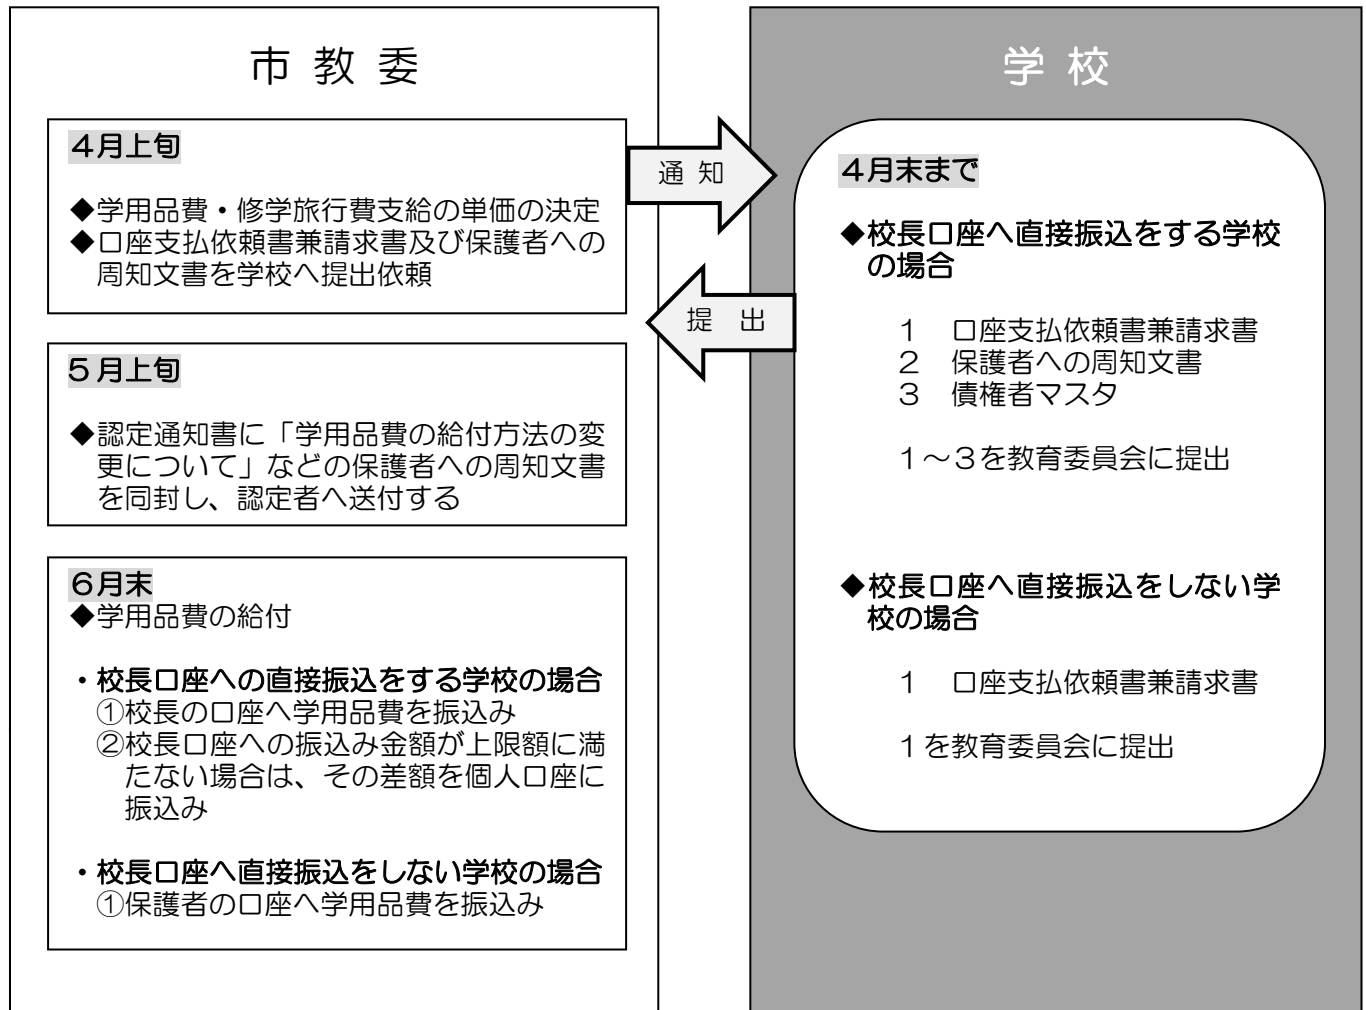 市 教 委
4月上旬
◆学用品費・修学旅行費支給の単価の決定
◆口座支払依頼書兼請求書及び保護者への
周知文書を学校へ提出依頼
5月上旬
◆認定通知書に「学用品費の給付方法の変
更について」などの保護者への周知文書
を同封し、認定者へ送付する
6月末
◆学用品費の給付
・校長口座への直接振込をする学校の場合
①校長の口座へ学用品費を振込み
②校長口座への振込み金額が上限額に満
たない場合は、その差額を個人口座に
振込み
・校長口座へ直接振込をしない学校の場合
①保護者の口座へ学用品費を振込み
通 知
提 出
学 校
4月末まで
◆校長口座へ直接振込をする学校
の場合
1 口座支払依頼書兼請求書
2 保護者への周知文書
3 債権者マスタ
1～3を教育委員会に提出
◆校長口座へ直接振込をしない学
校の場合
1 口座支払依頼書兼請求書
1を教育委員会に提出